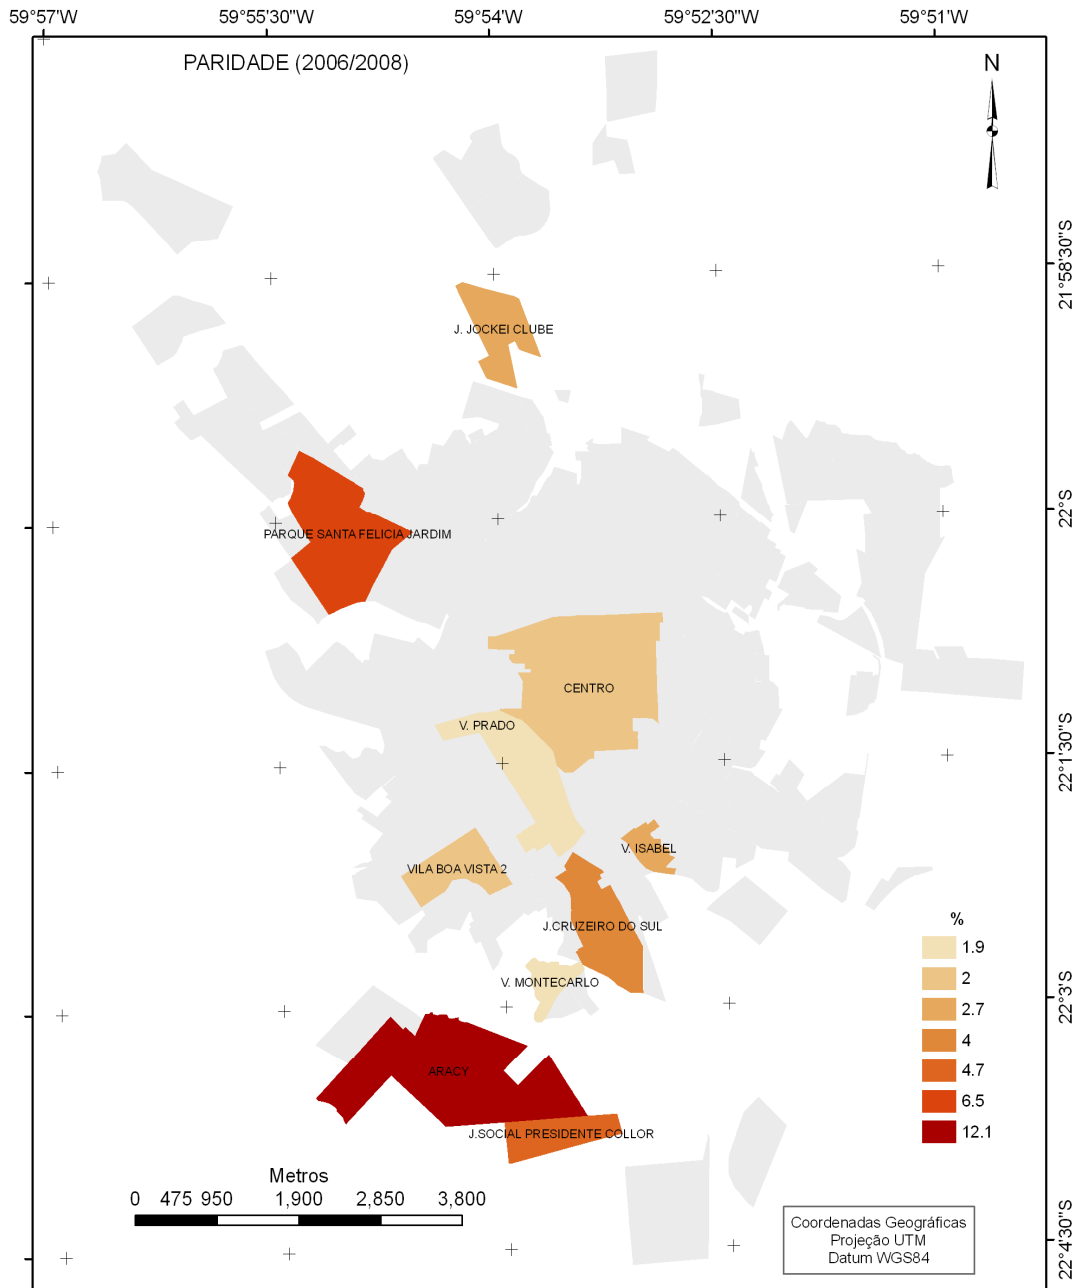 59°57'W 59°55'30"W 59°54'W 59°52'30"W 59°51'W
PARIDADE (2006/2008)
N
21°58'30"S
J. JOCKEI CLUBE
22°S
PARQUE SANTA FELICIA JARDIM
CENTRO
V. PRADO
22°1'30"S
V. ISABEL
VILA BOA VISTA 2
J.CRUZEIRO DO SUL
V. MONTECARLO
22°3'S
ARACY
J.SOCIAL PRESIDENTE COLLOR
%
1.9
2
2.7
4
4.7
6.5
12.1
Metros
0 475 950 1,900 2,850 3,800
Coordenadas Geográficas
Projeção UTM
Datum WGS84
22°4'30"S